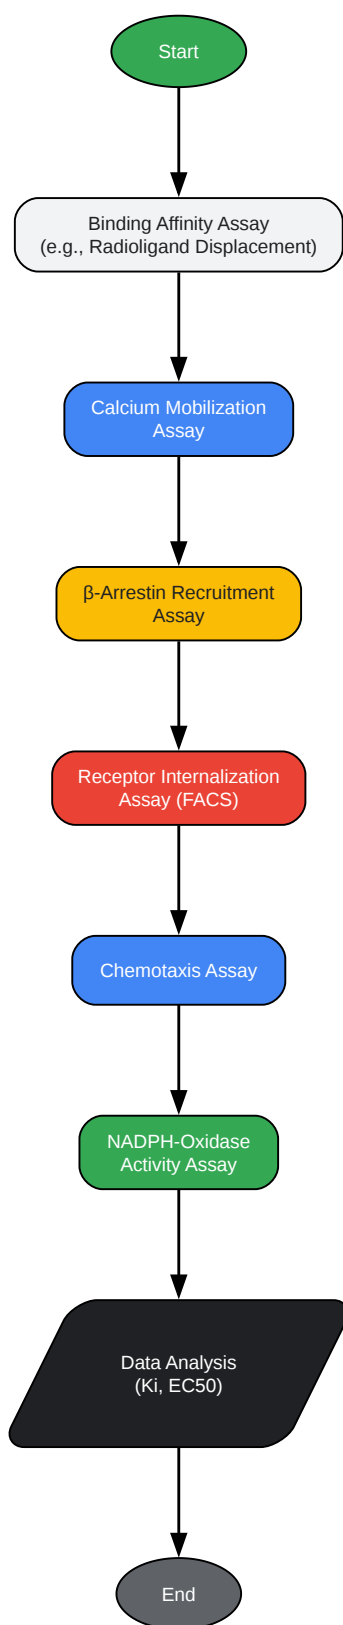 Start
Binding Affinity Assay
(e.g., Radioligand Displacement)
Calcium Mobilization
Assay
β-Arrestin Recruitment
Assay
Receptor Internalization
Assay (FACS)
Chemotaxis Assay
NADPH-Oxidase
Activity Assay
Data Analysis
(Ki, EC50)
End